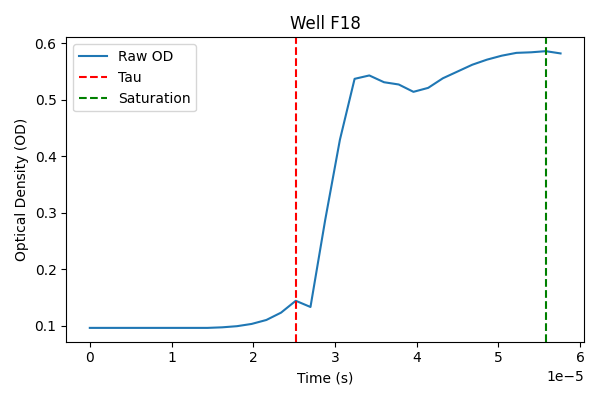 Well F18
Raw OD
Tau
Saturation
Optical Density (OD)
0.6
0.5
0.4
0.3
0.2
0.1
0 1 2 3 4 5 6
1e−5
Time (s)